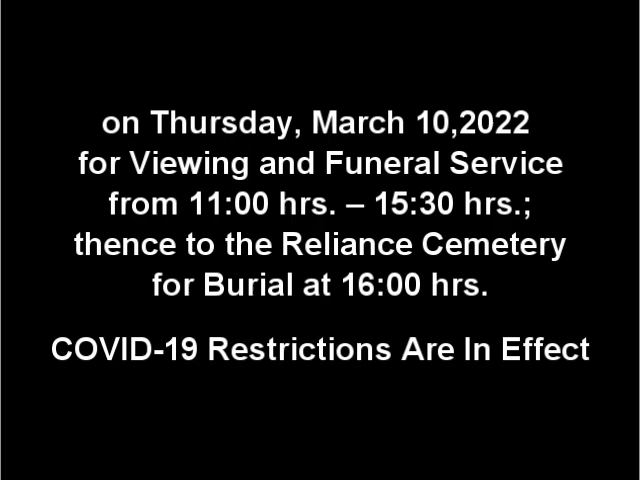 on Thursday, March 10,2022
for Viewing and Funeral Service
from 11:00 hrs. – 15:30 hrs.;
thence to the Reliance Cemetery
for Burial at 16:00 hrs.
COVID-19 Restrictions Are In Effect